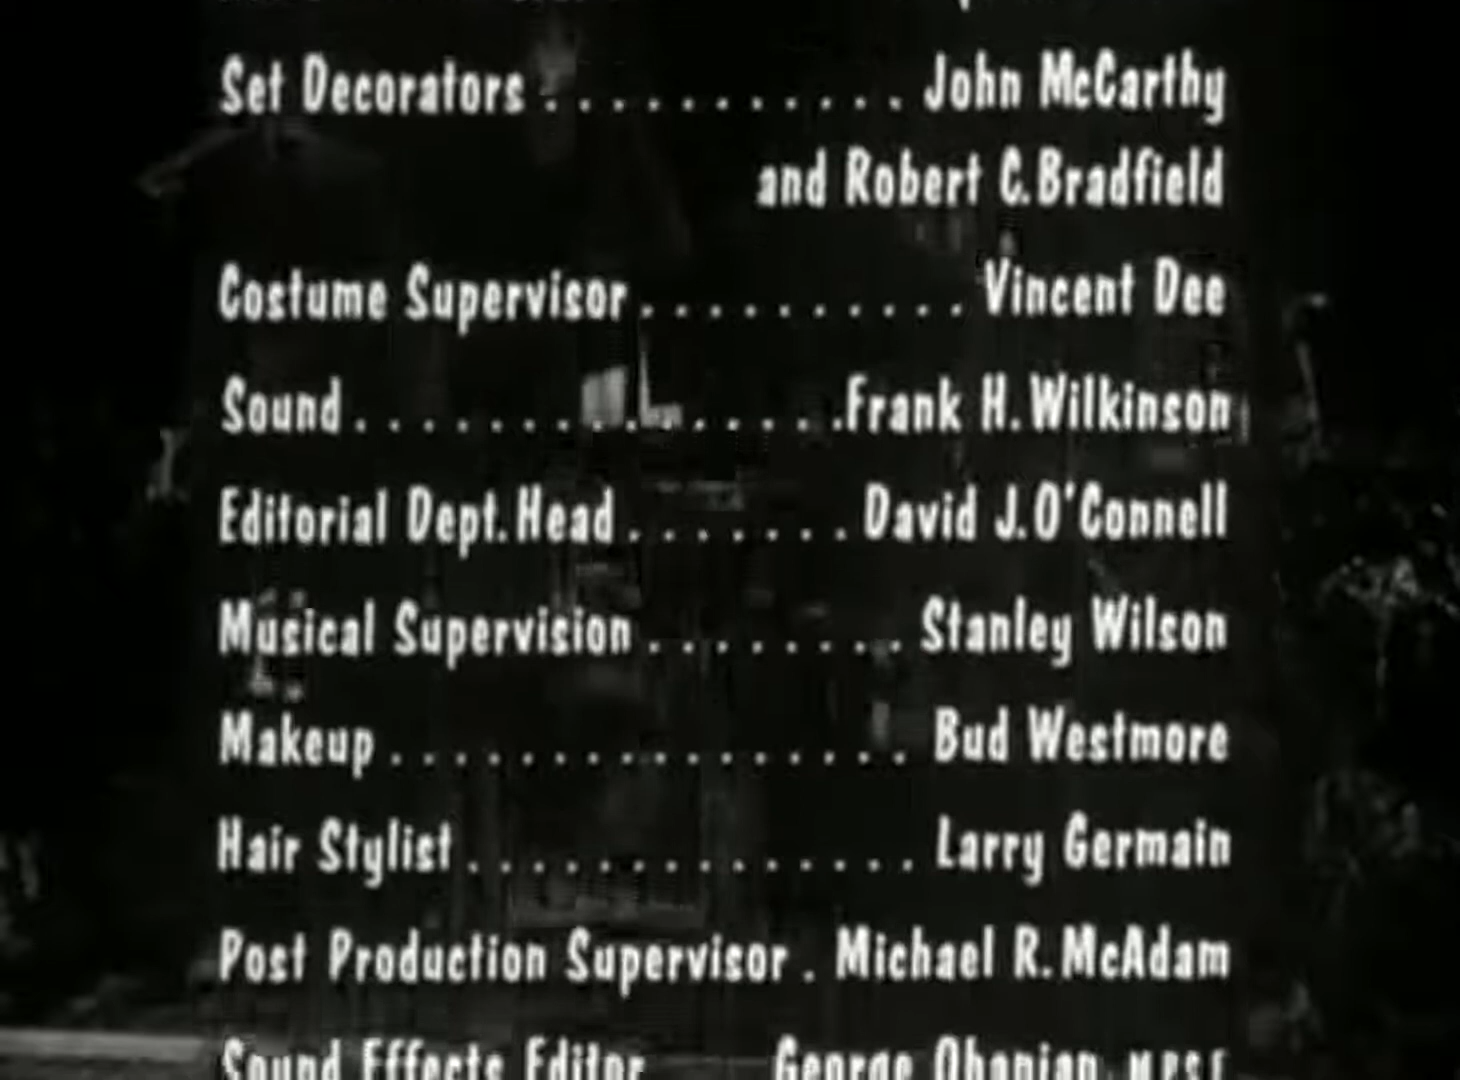 Set Decorators . . . . . . . . . . . John McCarthy
and Robert C. Bradfield
Costume Supervisor . . . . . . . . . . Vincent Dee
Sound . . . . . . . . . . . . . . . Frank H. Wilkinson
Editorial Dept. Head . . . . . . . David J. O'Connell
Musical Supervision . . . . . . . . Stanley Wilson
Makeup . . . . . . . . . . . . . . . . Bud Westmore
Hair Stylist . . . . . . . . . . . . . . Larry Germain
Post Production Supervisor . Michael R. McAdam
Sound Effects Editor George Ohanian